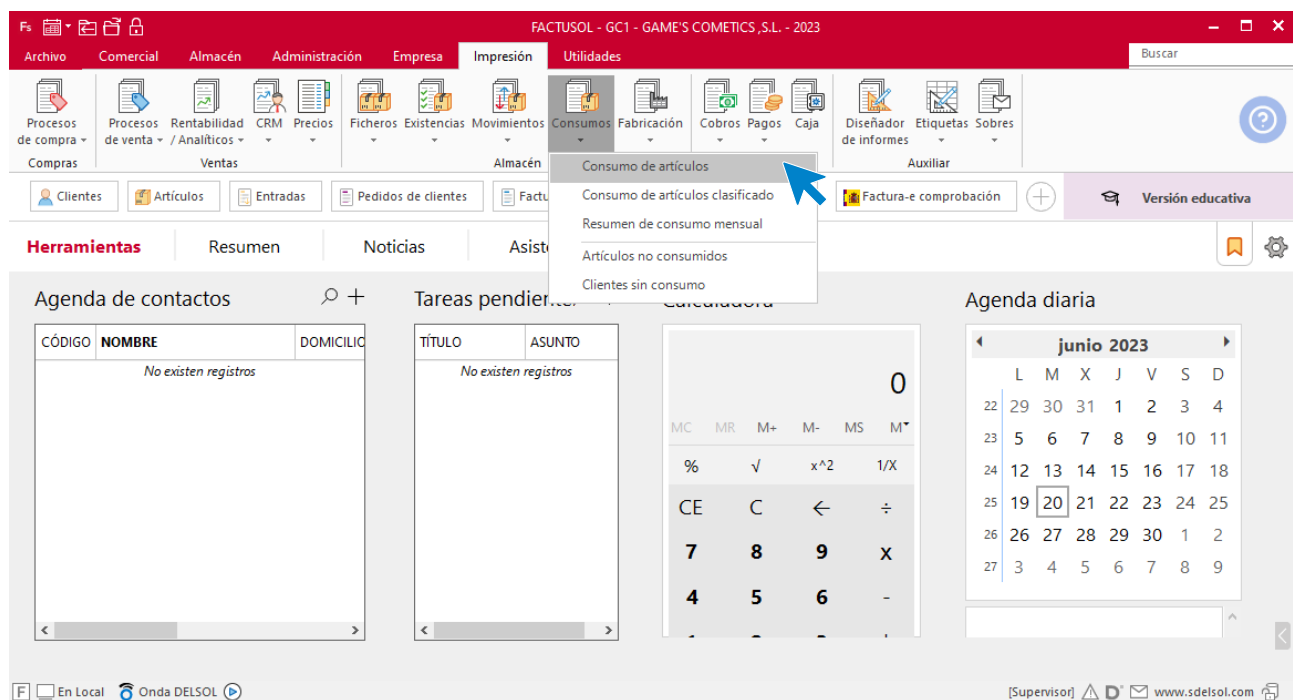 Fs
FACTUSOL - GC1 - GAME'S COMETICS ,S.L. - 2023
Archivo Comercial Almacén Administración Empresa Impresión Utilidades Buscar
Procesos de compra
Procesos de venta
Rentabilidad / Analíticos
CRM
Precios
Ficheros
Existencias
Movimientos
Consumos
Fabricación
Cobros
Pagos
Caja
Diseñador de informes
Etiquetas
Sobres
Compras Ventas Almacén Auxiliar
Consumo de artículos
Consumo de artículos clasificado
Resumen de consumo mensual
Artículos no consumidos
Clientes sin consumo
Clientes Artículos Entradas Pedidos de clientes Factu Factura-e comprobación Versión educativa
Herramientas Resumen Noticias Asist
Agenda de contactos
CÓDIGO NOMBRE DOMICILIO
No existen registros
Tareas pendiente
TÍTULO ASUNTO
No existen registros
Calculadora
0
MC MR M+ M- MS M
% √ x^2 1/X
CE C ← ÷
7 8 9 x
4 5 6 -
Agenda diaria
junio 2023
L M X J V S D
22 29 30 31 1 2 3 4
23 5 6 7 8 9 10 11
24 12 13 14 15 16 17 18
25 19 20 21 22 23 24 25
26 26 27 28 29 30 1 2
27 3 4 5 6 7 8 9
F En Local Onda DELSOL [Supervisor] D www.sdelsol.com